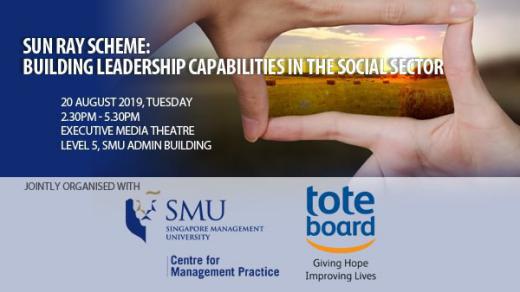 SUN RAY SCHEME:
BUILDING LEADERSHIP CAPABILITIES IN THE SOCIAL SECTOR
20 AUGUST 2019, TUESDAY
2.30PM - 5.30PM
EXECUTIVE MEDIA THEATRE
LEVEL 5, SMU ADMIN BUILDING
JOINTLY ORGANISED WITH
SMU
SINGAPORE MANAGEMENT
UNIVERSITY
Centre for
Management Practice
tote
board
Giving Hope
Improving Lives